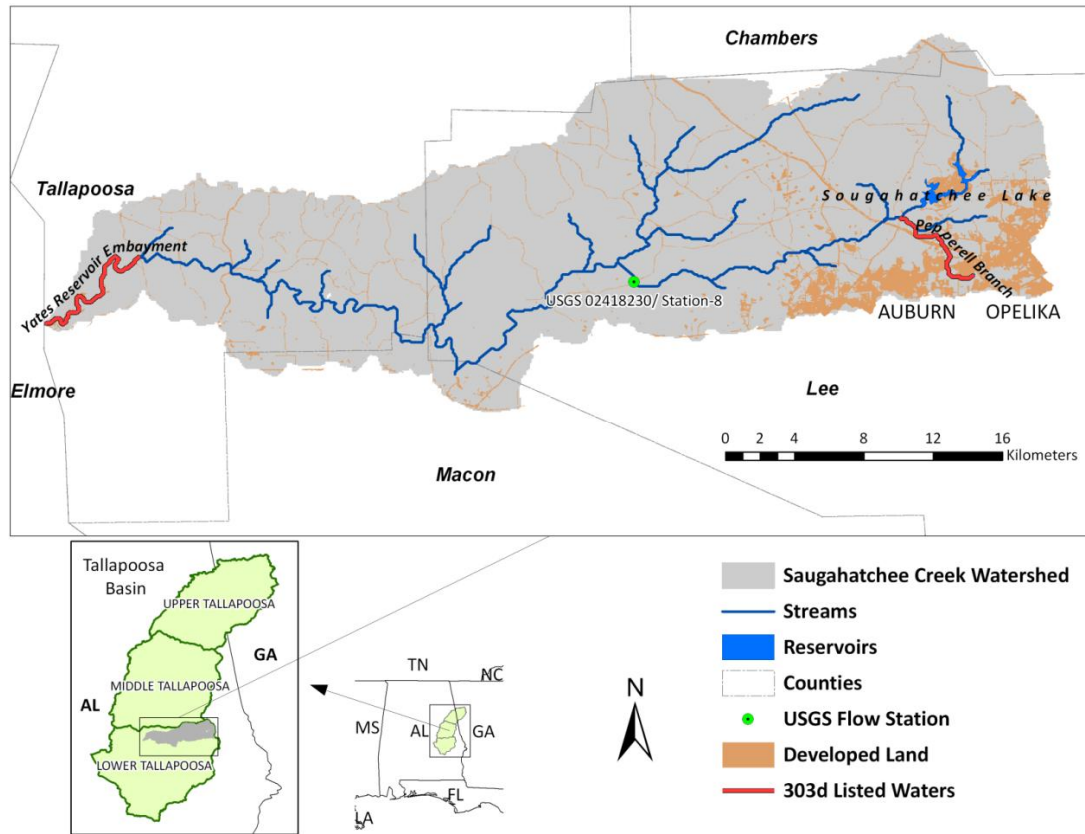 Chambers
Tallapoosa
Sougahatchee Lake
Pepperell Branch
Yates Reservoir Embayment
USGS 02418230/ Station-8
AUBURN OPELIKA
Elmore
Lee
0 2 4 8 12 16
Kilometers
Macon
Tallapoosa
Basin
UPPER TALLAPOOSA
GA
MIDDLE TALLAPOOSA
AL
LOWER TALLAPOOSA
TN
NC
MS
AL
GA
FL
LA
N
Saugahatchee Creek Watershed
Streams
Reservoirs
Counties
USGS Flow Station
Developed Land
303d Listed Waters